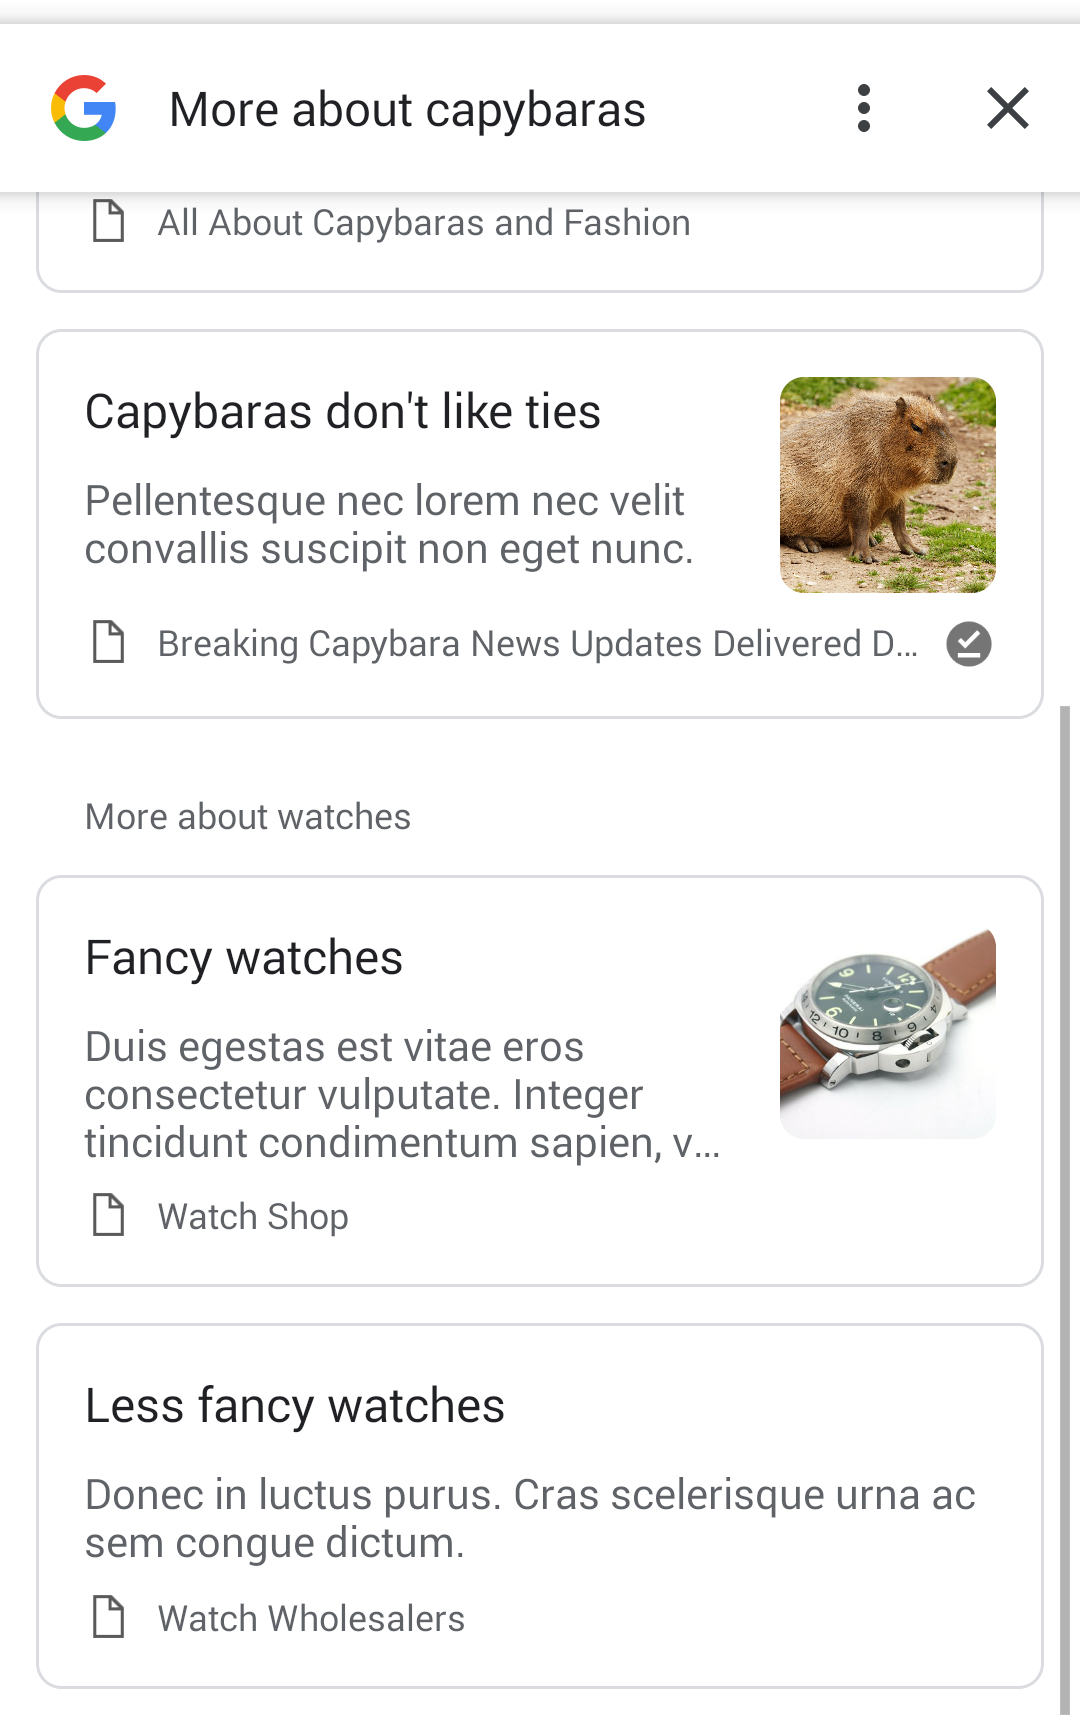 More about capybaras
All About Capybaras and Fashion
Capybaras don't like ties
Pellentesque nec lorem nec velit
convallis suscipit non eget nunc.
Breaking Capybara News Updates Delivered D...
More about watches
Fancy watches
Duis egestas est vitae eros
consectetur vulputate. Integer
tincidunt condimentum sapien, v...
Watch Shop
Less fancy watches
Donec in luctus purus. Cras scelerisque urna ac
sem congue dictum.
Watch Wholesalers